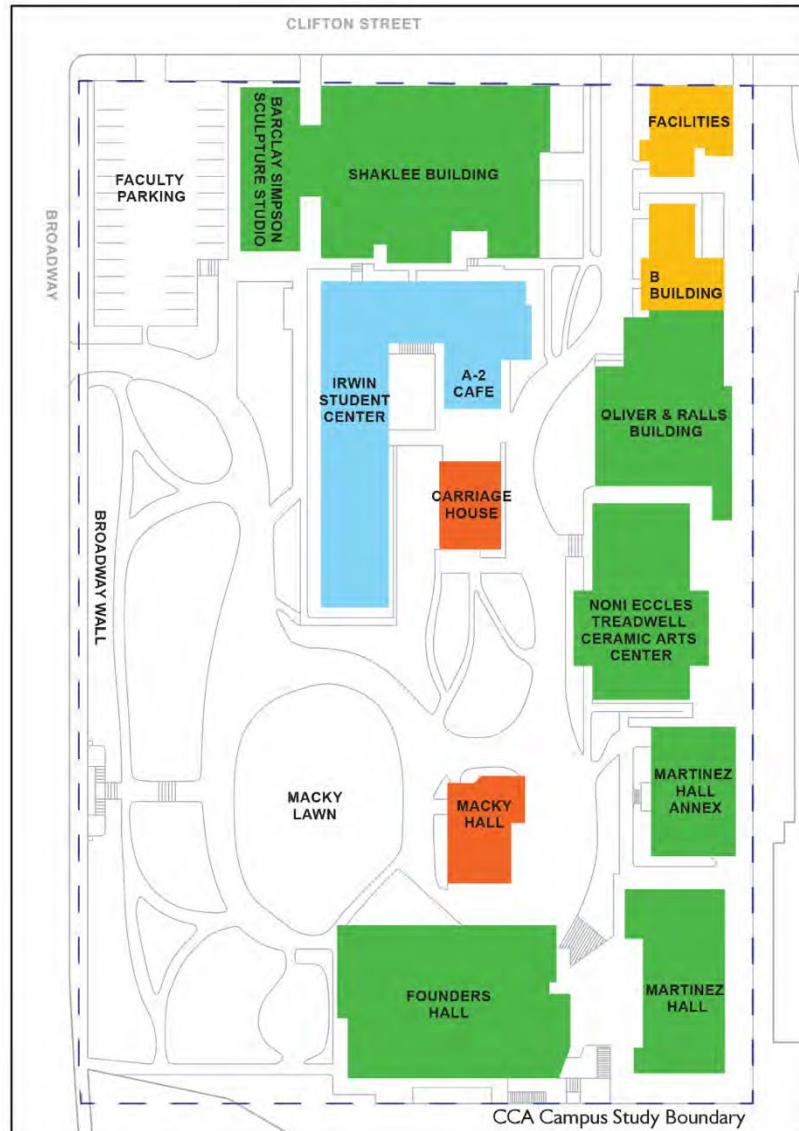 CLIFTON STREET
BROADWAY
FACULTY
PARKING
BARCLAY SIMPSON
SCULPTURE STUDIO
SHAKLEE BUILDING
FACILITIES
B
BUILDING
IRWIN
STUDENT
CENTER
A-2
CAFE
OLIVER & RALLS
BUILDING
CARRIAGE
HOUSE
BROADWAY WALL
NONI ECCLES
TREADWELL
CERAMIC ARTS
CENTER
MACKY
LAWN
MACKY
HALL
MARTINEZ
HALL
ANNEX
FOUNDERS
HALL
MARTINEZ
HALL
CCA Campus Study Boundary